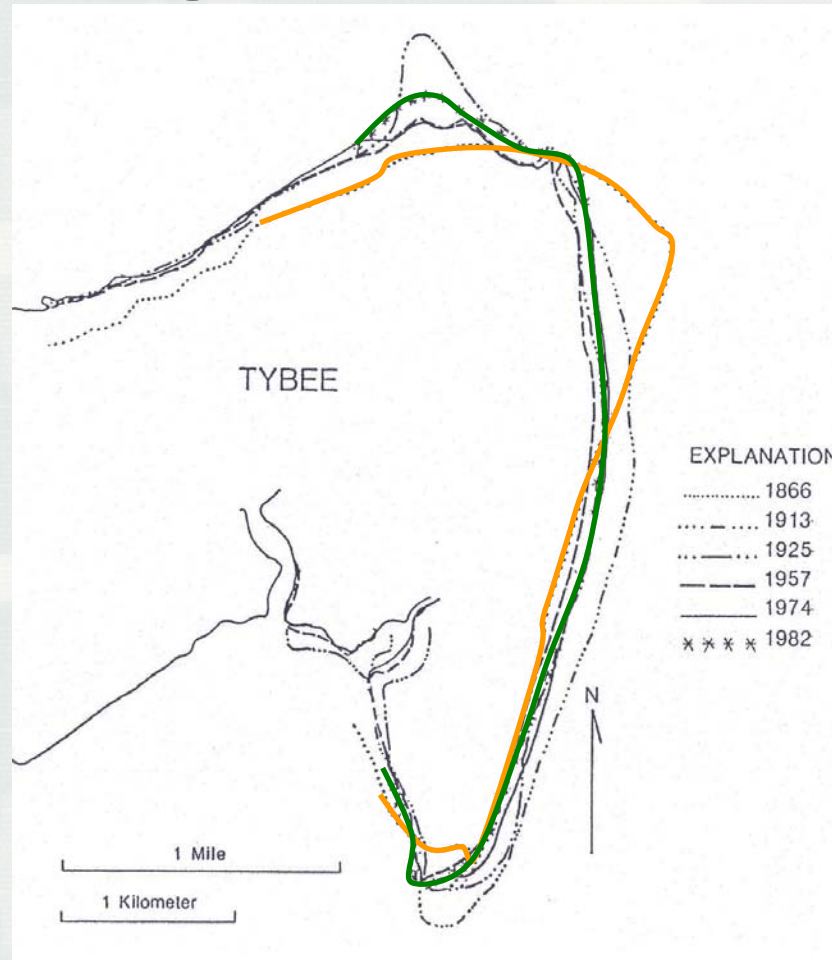 TYBEE
EXPLANATION
1866
1913
1925
1957
1974
1982
N
1 Mile
1 Kilometer